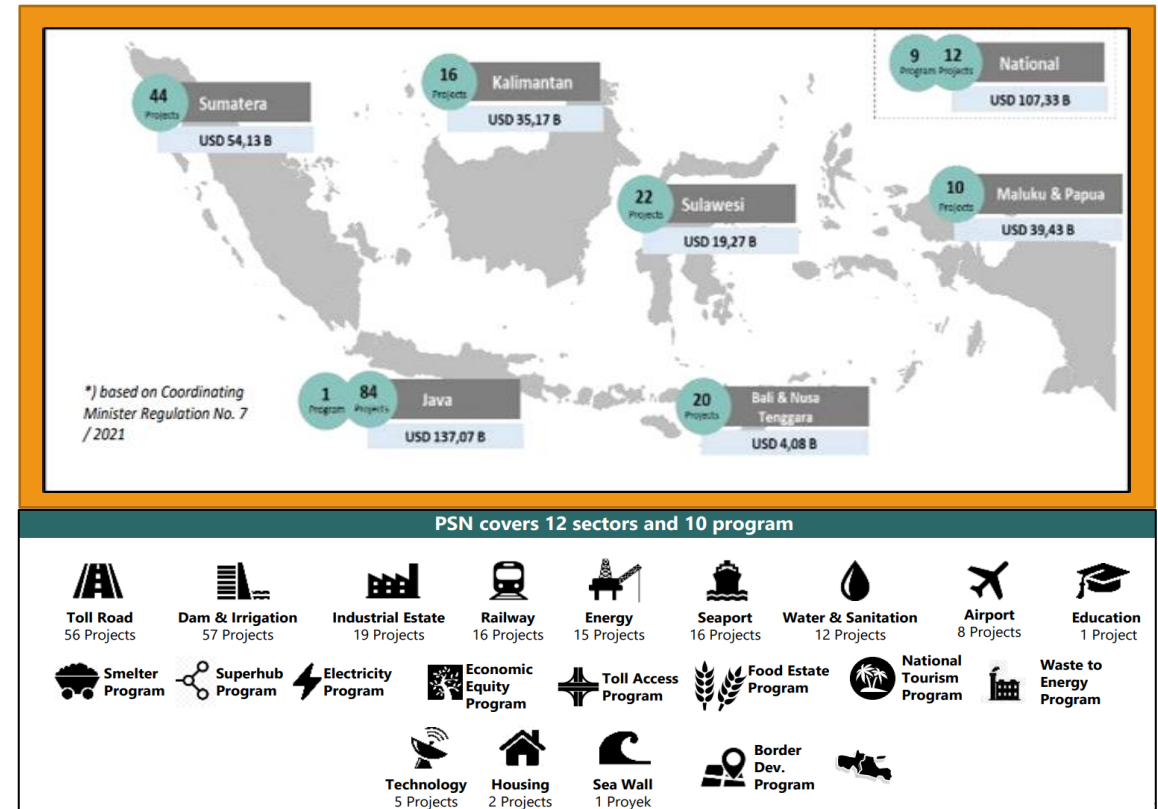 9
Program
12
Projects
National
USD 107,33 B
16
Projects
Kalimantan
USD 35,17 B
44
Projects
Sumatera
USD 54,13 B
22
Projects
Sulawesi
USD 19,27 B
10
Projects
Maluku & Papua
USD 39,43 B
*) based on Coordinating
Minister Regulation No. 7
/ 2021
1
Program
84
Projects
Java
USD 137,07 B
20
Projects
Bali & Nusa
Tenggara
USD 4,08 B
PSN covers 12 sectors and 10 program
Toll Road
56 Projects
Dam & Irrigation
57 Projects
Industrial Estate
19 Projects
Railway
16 Projects
Energy
15 Projects
Seaport
16 Projects
Water & Sanitation
12 Projects
Airport
8 Projects
Education
1 Project
Smelter
Program
Superhub
Program
Electricity
Program
Economic
Equity
Program
Toll Access
Program
Food Estate
Program
National
Tourism
Program
Waste to
Energy
Program
Technology
5 Projects
Housing
2 Projects
Sea Wall
1 Proyek
Border
Dev.
Program